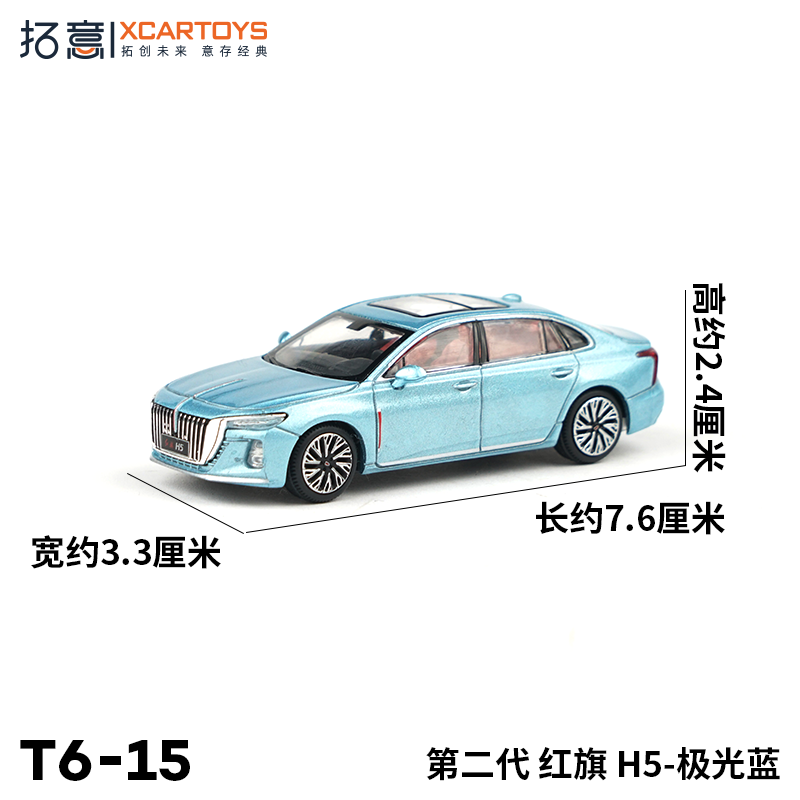 拓意 XCARTOYS
拓创未来 意存经典
高约2.4厘米
长约7.6厘米
宽约3.3厘米
H5
T6-15
第二代 红旗 H5-极光蓝